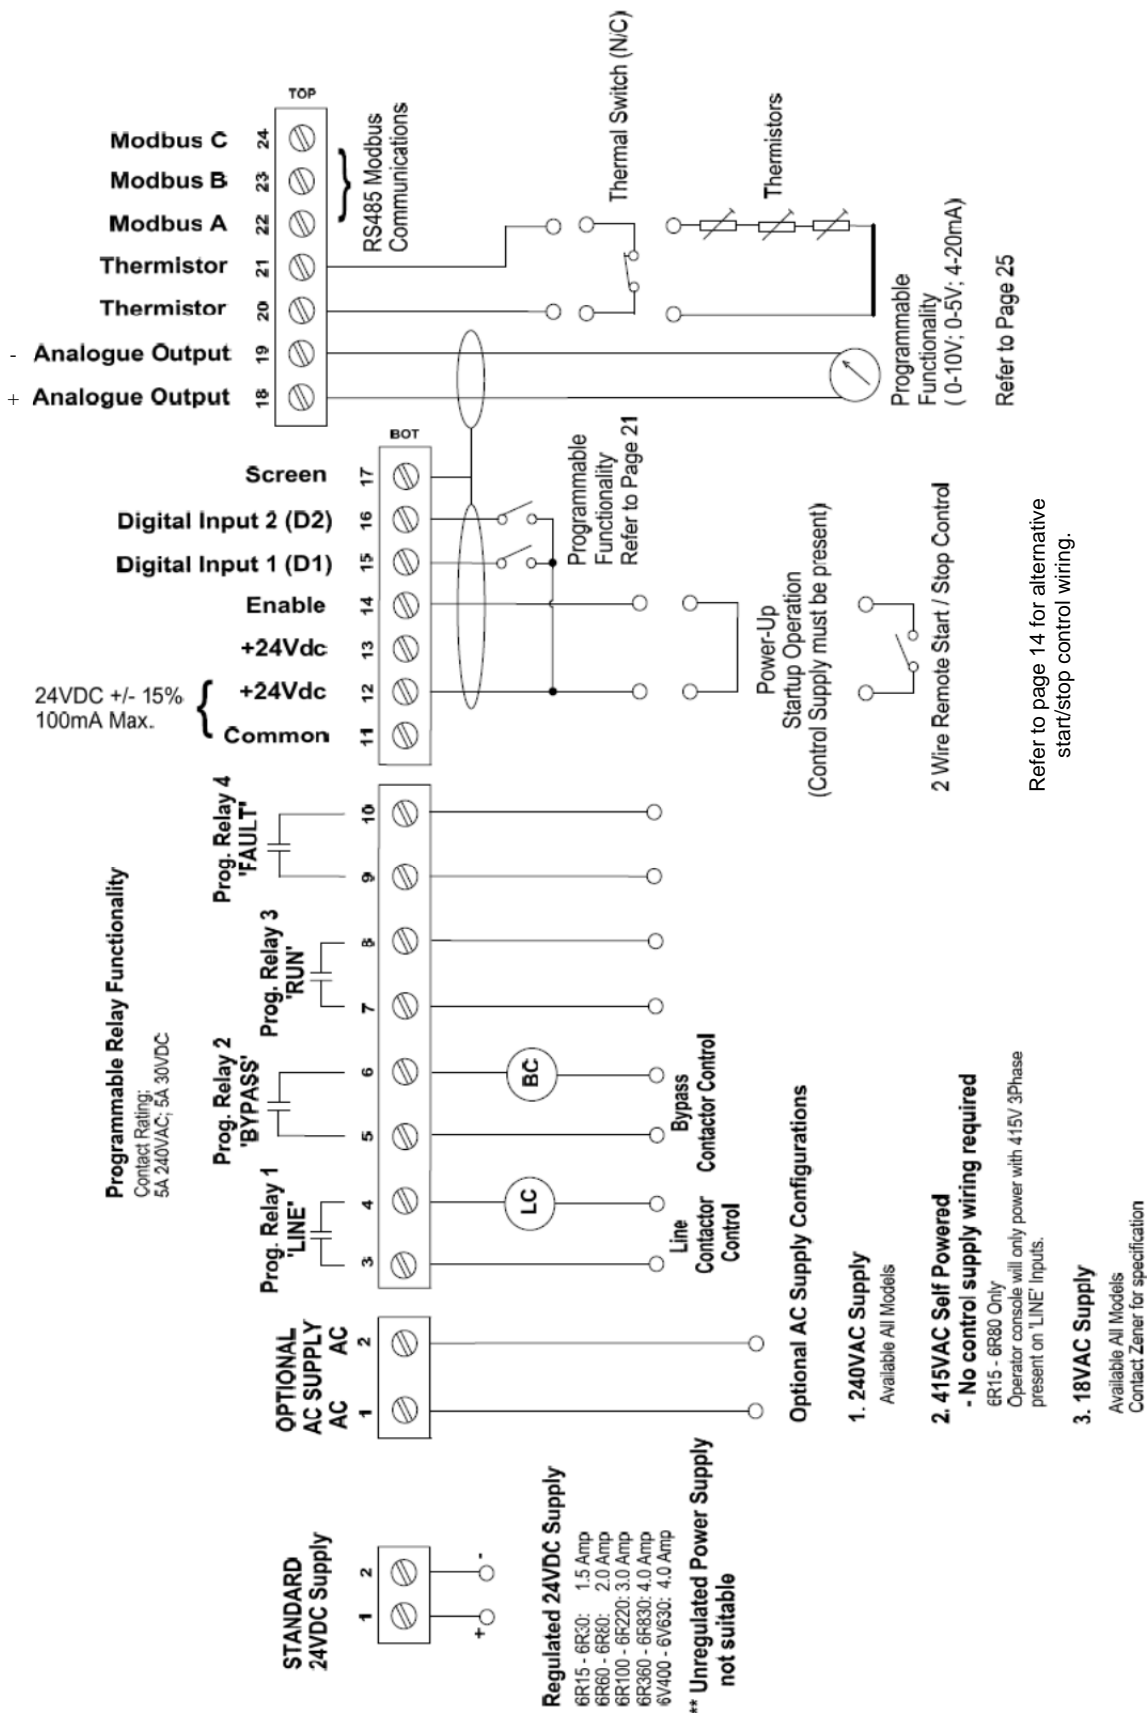 TOP
Modbus C 24
Modbus B 23
Modbus A 22
Thermistor 21
Thermistor 20
- Analogue Output 19
+ Analogue Output 18
RS485 Modbus
Communications
Thermal Switch (N/C)
Thermistors
Programmable
Functionality
( 0-10V; 0-5V; 4-20mA)
Refer to Page 25
BOT
Screen 17
Digital Input 2 (D2) 16
Digital Input 1 (D1) 15
Enable 14
+24Vdc 13
+24Vdc 12
Common 11
24VDC +/- 15%
100mA Max.
Programmable
Functionality
Refer to Page 21
Power-Up
Startup Operation
(Control Supply must be present)
2 Wire Remote Start / Stop Control
Refer to page 14 for alternative
start/stop control wiring.
Programmable Relay Functionality
Contact Rating:
5A 240VAC; 5A 30VDC
Prog. Relay 4
'FAULT'
10
9
Prog. Relay 3
'RUN'
8
7
Prog. Relay 2
'BYPASS'
6
5
BC
Bypass
Contactor Control
Prog. Relay 1
'LINE'
4
3
LC
Line
Contactor
Control
OPTIONAL
AC SUPPLY
AC AC
1 2
Optional AC Supply Configurations
1. 240VAC Supply
Available All Models
2. 415VAC Self Powered
- No control supply wiring required
6R15 - 6R80 Only
Operator console will only power with 415V 3Phase
present on 'LINE' Inputs.
3. 18VAC Supply
Available All Models
Contact Zener for specification
STANDARD
24VDC Supply
1 2
+ -
Regulated 24VDC Supply
6R15 - 6R30: 1.5 Amp
6R60 - 6R80: 2.0 Amp
6R100 - 6R220: 3.0 Amp
6R360 - 6R830: 4.0 Amp
6V400 - 6V630: 4.0 Amp
** Unregulated Power Supply
not suitable